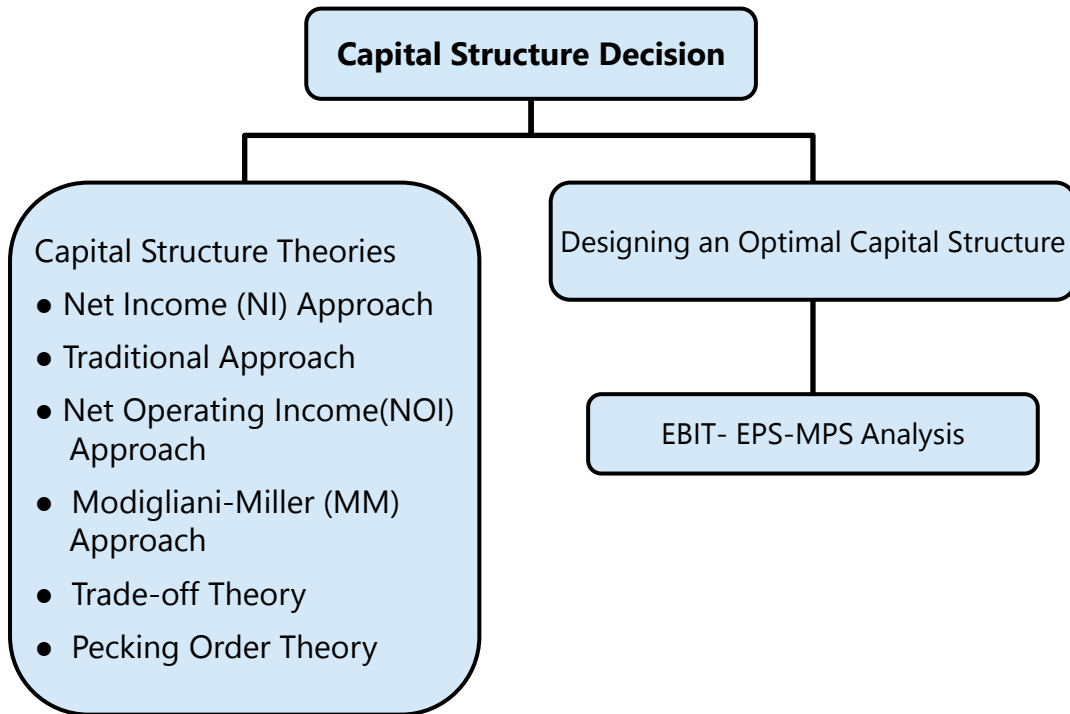 Capital Structure Decision
Capital Structure Theories
● Net Income (NI) Approach
● Traditional Approach
● Net Operating Income(NOI)
Approach
● Modigliani-Miller (MM)
Approach
● Trade-off Theory
● Pecking Order Theory
Designing an Optimal Capital Structure
EBIT- EPS-MPS Analysis